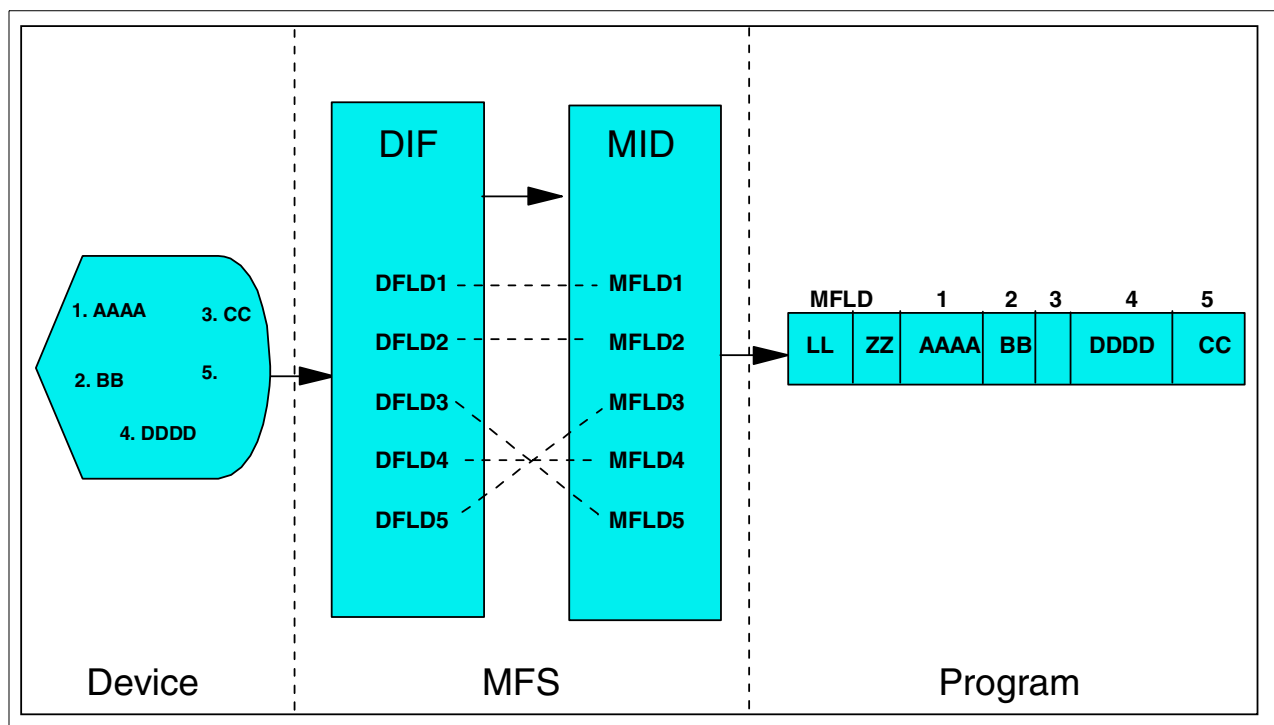 DIF
MID
DFLD1
MFLD1
DFLD2
MFLD2
DFLD3
MFLD3
DFLD4
MFLD4
DFLD5
MFLD5
1. AAAA
3. CC
2. BB
5.
4. DDDD
MFLD 1 2 3 4 5
LL ZZ AAAA BB DDDD CC
Device
MFS
Program